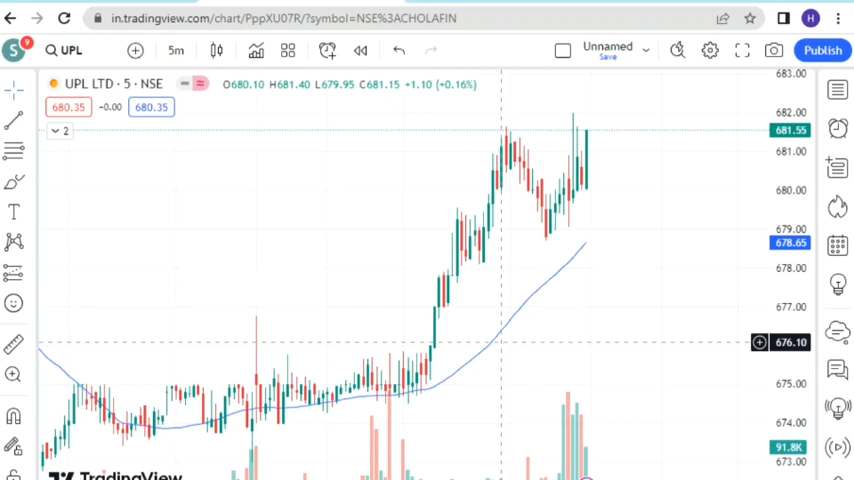 in.tradingview.com/chart/PppXU07R/?symbol=NSE%3ACHOLAFIN
H
S 9 UPL 5m Unnamed Save Publish
UPL LTD · 5 · NSE O680.10 H681.40 L679.95 C681.15 +1.10 (+0.16%)
680.35 -0.00 680.35
2
683.00
682.00
681.55
681.00
680.00
679.00
678.65
678.00
677.00
676.10
675.00
674.00
91.8K
673.00
TradingView